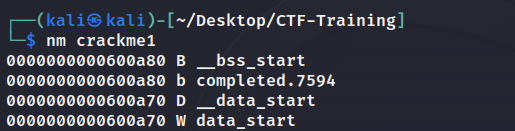 ┌──(kali㉿kali)-[~/Desktop/CTF-Training]
└─$ nm crackme1
0000000000600a80 B __bss_start
0000000000600a80 b completed.7594
0000000000600a70 D __data_start
0000000000600a70 W data_start